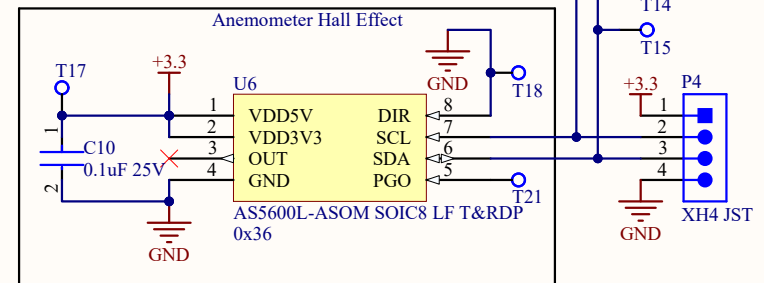 T14
Anemometer Hall Effect
T15
T17
+3.3
U6
GND
T18
+3.3
P4
1
VDD5V
DIR
8
1
1
2
VDD3V3
SCL
7
2
C10
0.1uF 25V
3
OUT
SDA
6
3
2
4
GND
PGO
5
4
T21
AS5600L-ASOM SOIC8 LF T&RDP
0x36
XH4 JST
GND
GND